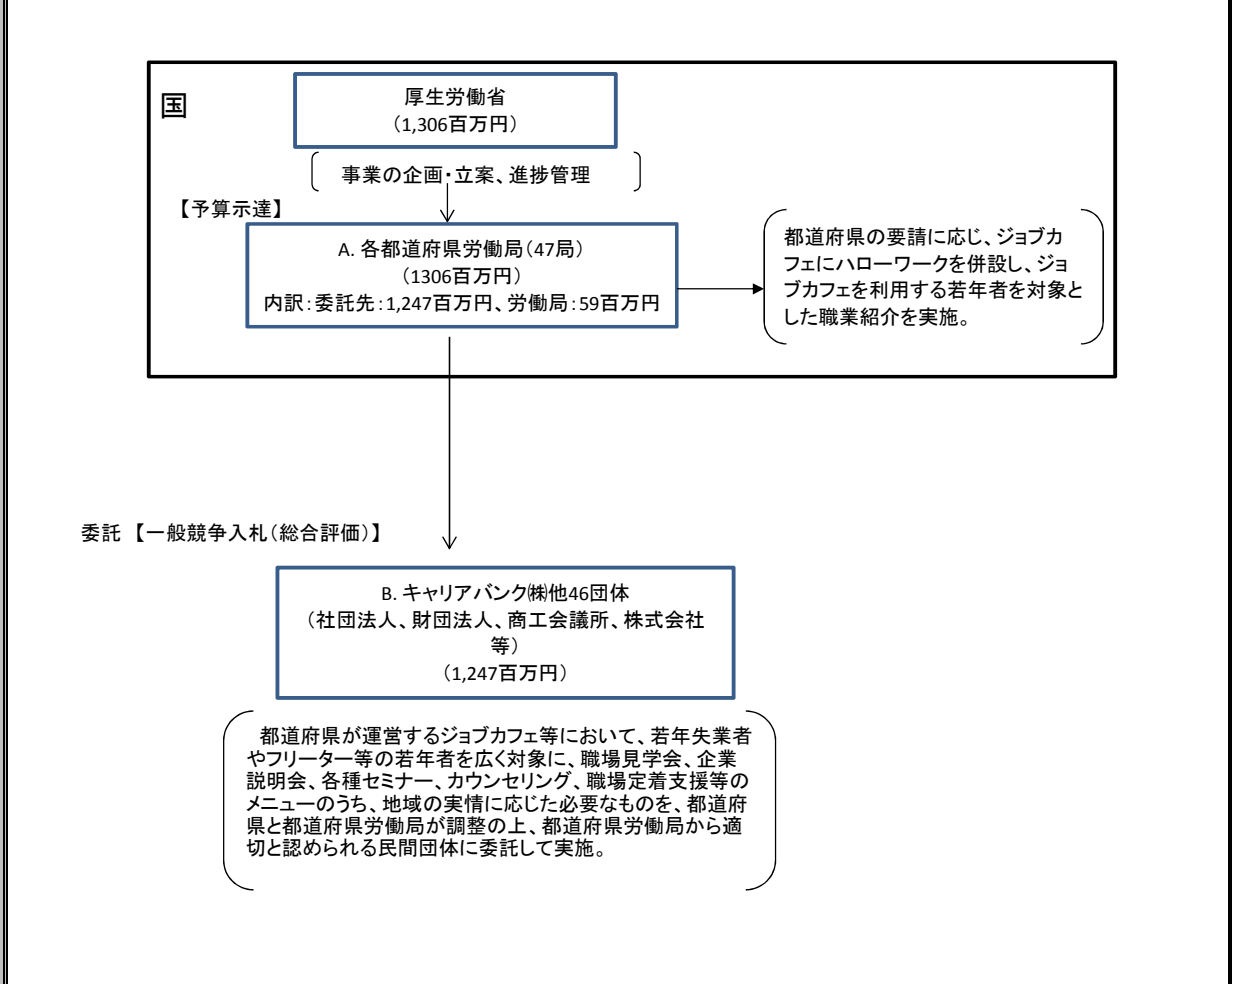 国
厚生労働省
（1,306百万円）
事業の企画・立案、進捗管理
【予算示達】
A. 各都道府県労働局（47局）
（1306百万円）
内訳：委託先：1,247百万円、労働局：59百万円
都道府県の要請に応じ、ジョブカ
フェにハローワークを併設し、ジョ
ブカフェを利用する若年者を対象と
した職業紹介を実施。
委託 【一般競争入札（総合評価）】
B. キャリアバンク㈱他46団体
（社団法人、財団法人、商工会議所、株式会社
等）
（1,247百万円）
都道府県が運営するジョブカフェ等において、若年失業者
やフリーター等の若年者を広く対象に、職場見学会、企業
説明会、各種セミナー、カウンセリング、職場定着支援等の
メニューのうち、地域の実情に応じた必要なものを、都道府
県と都道府県労働局が調整の上、都道府県労働局から適
切と認められる民間団体に委託して実施。